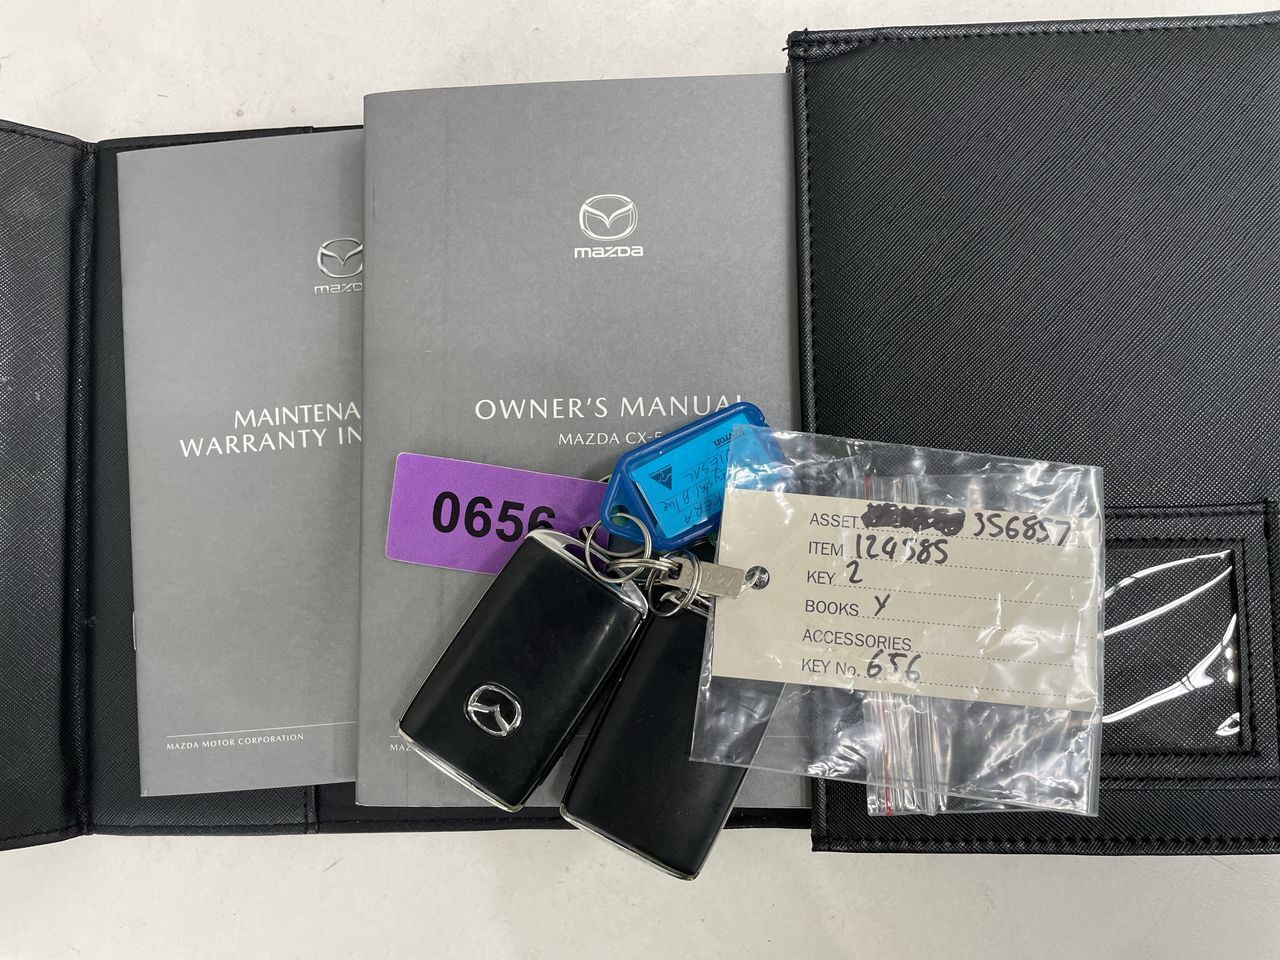 mazda
MAINTENA
WARRANTY IN
MAZDA MOTOR CORPORATION
mazda
OWNER'S MANUAL
MAZDA CX-5
0656
ASSET 356857
ITEM 124585
KEY 2
BOOKS Y
ACCESSORIES
KEY No. 656